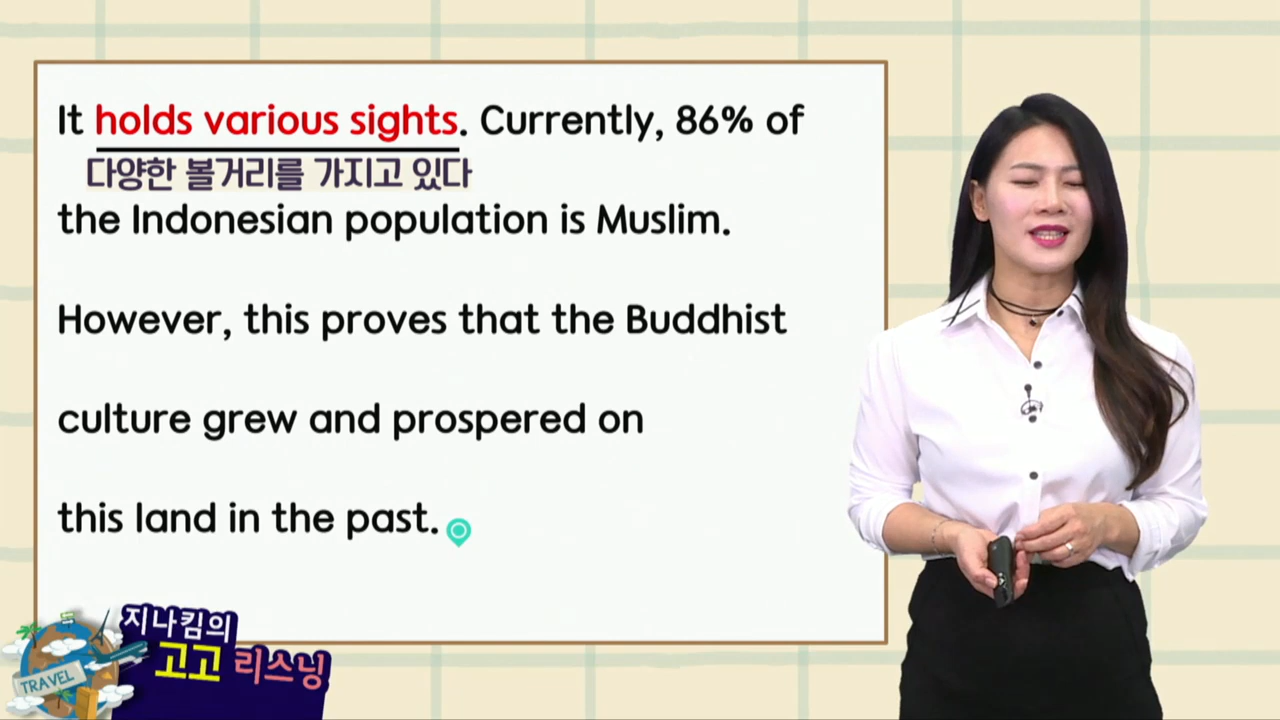 It holds various sights. Currently, 86% of
다양한 볼거리를 가지고 있다
the Indonesian population is Muslim.
However, this proves that the Buddhist
culture grew and prospered on
this land in the past.
지나킴의
고고 리스닝
TRAVEL